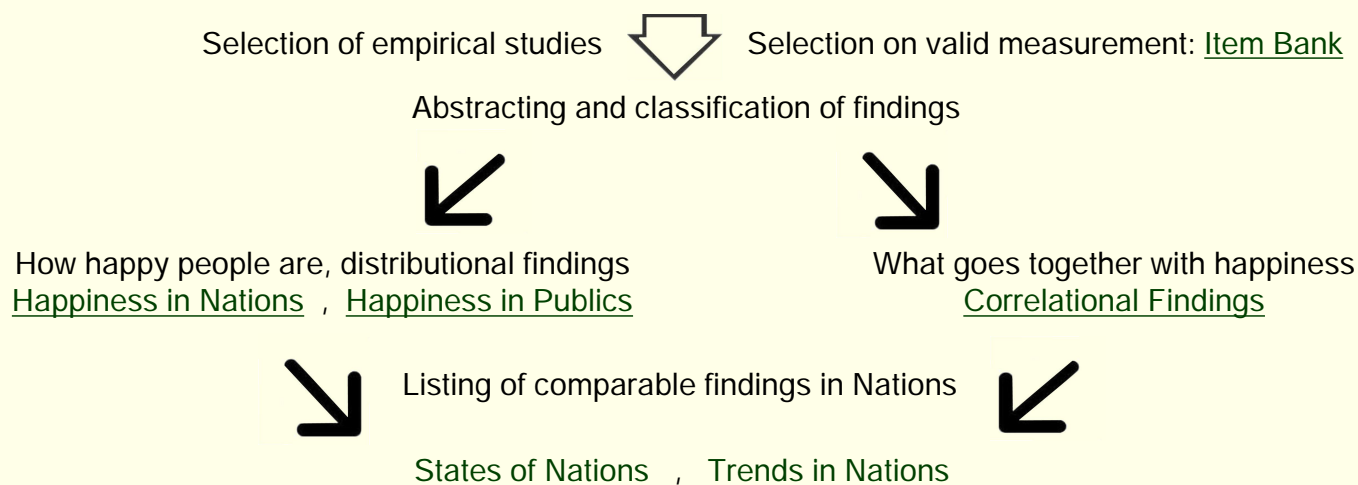 Selection of empirical studies
Selection on valid measurement: Item Bank
Abstracting and classification of findings
How happy people are, distributional findings
Happiness in Nations , Happiness in Publics
What goes together with happiness
Correlational Findings
Listing of comparable findings in Nations
States of Nations , Trends in Nations